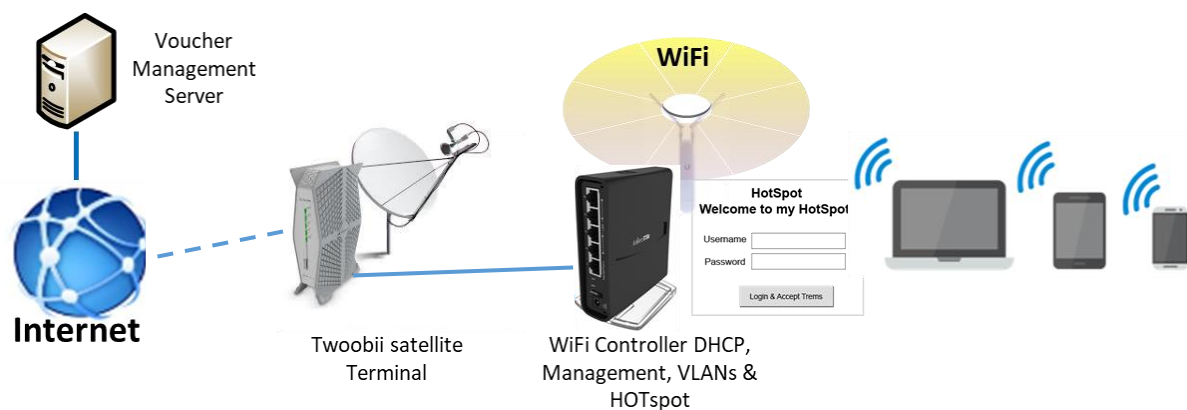 Voucher
Management
Server
WiFi
HotSpot
Welcome to my HotSpot
Username
Password
Login & Accept Trems
Internet
Twoobii satellite
Terminal
WiFi Controller DHCP,
Management, VLANs &
HOTspot